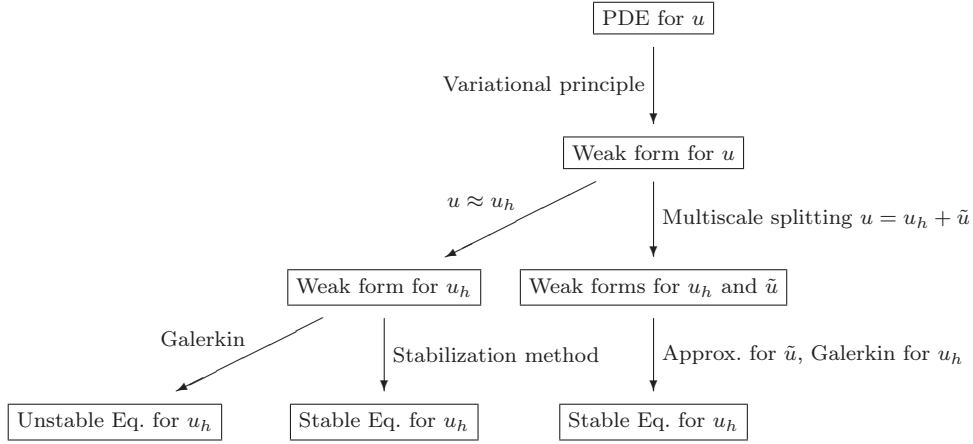 PDE for u
Variational principle
Weak form for u
u ≈ u_h
Multiscale splitting u = u_h + ũ
Weak form for u_h
Weak forms for u_h and ũ
Galerkin
Stabilization method
Approx. for ũ, Galerkin for u_h
Unstable Eq. for u_h
Stable Eq. for u_h
Stable Eq. for u_h